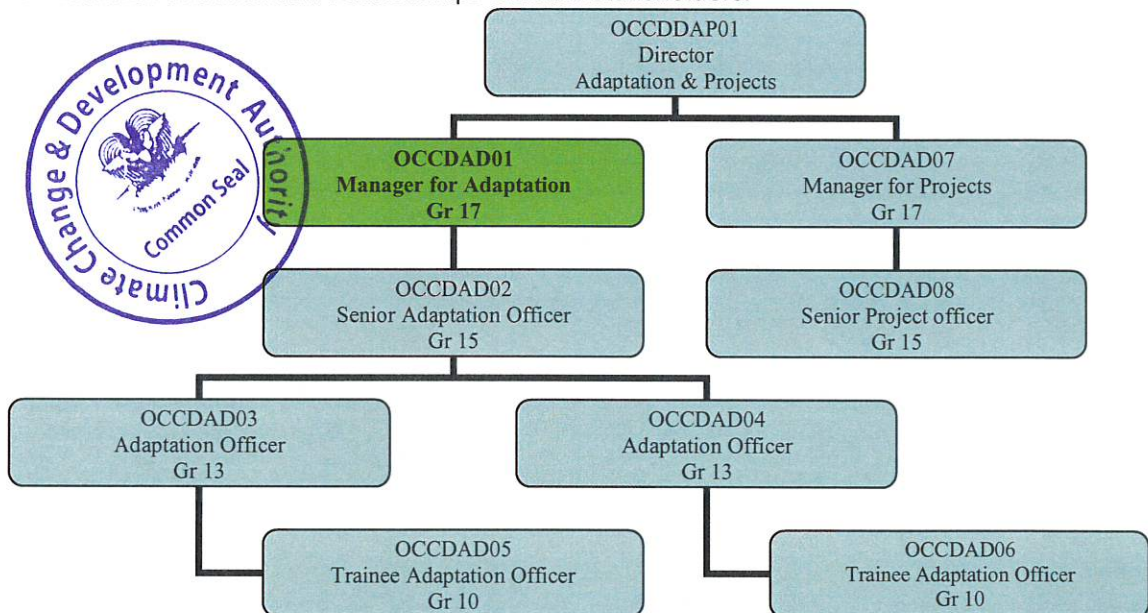 OCCDDAP01
Director
Adaptation & Projects
Climate Change & Development Authority
Common Seal
OCCDAD01
Manager for Adaptation
Gr 17
OCCDAD07
Manager for Projects
Gr 17
OCCDAD02
Senior Adaptation Officer
Gr 15
OCCDAD08
Senior Project officer
Gr 15
OCCDAD03
Adaptation Officer
Gr 13
OCCDAD04
Adaptation Officer
Gr 13
OCCDAD05
Trainee Adaptation Officer
Gr 10
OCCDAD06
Trainee Adaptation Officer
Gr 10